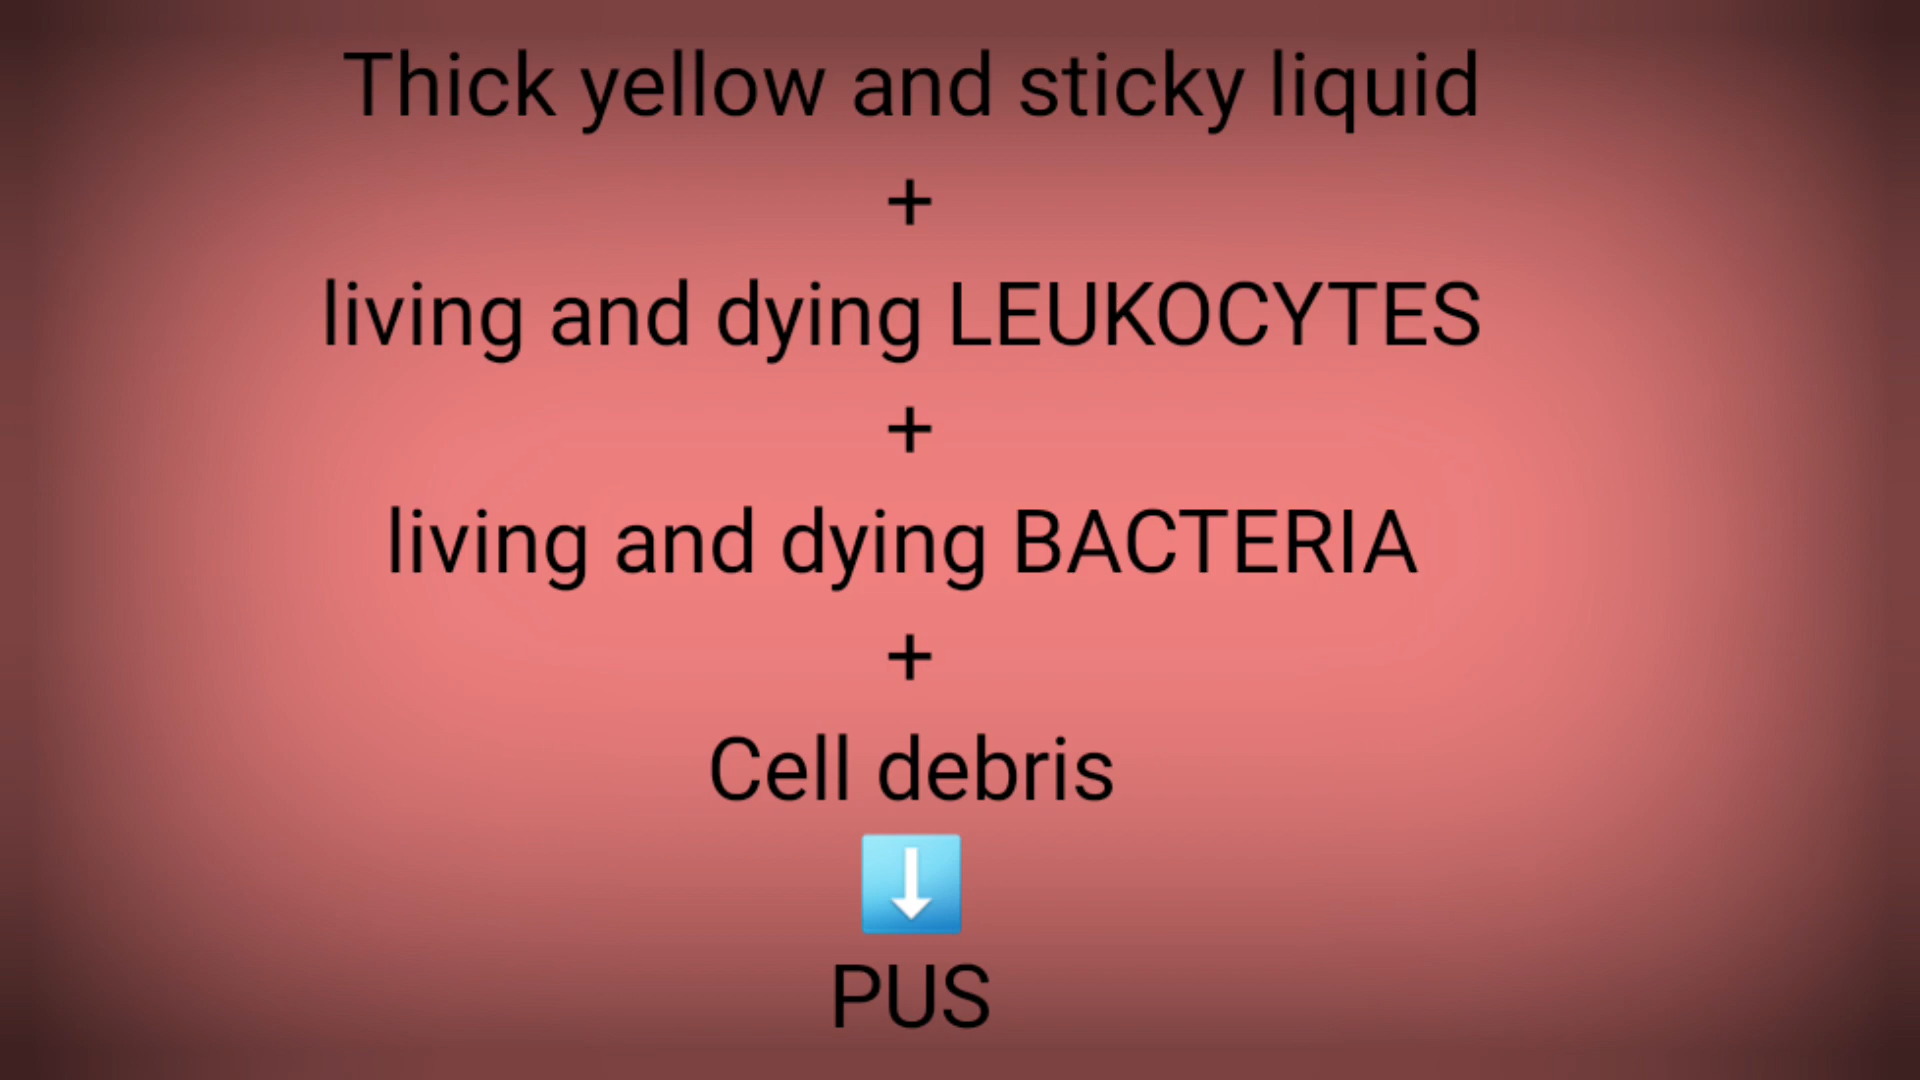 Thick yellow and sticky liquid
+
living and dying LEUKOCYTES
+
living and dying BACTERIA
+
Cell debris
⬇️
PUS